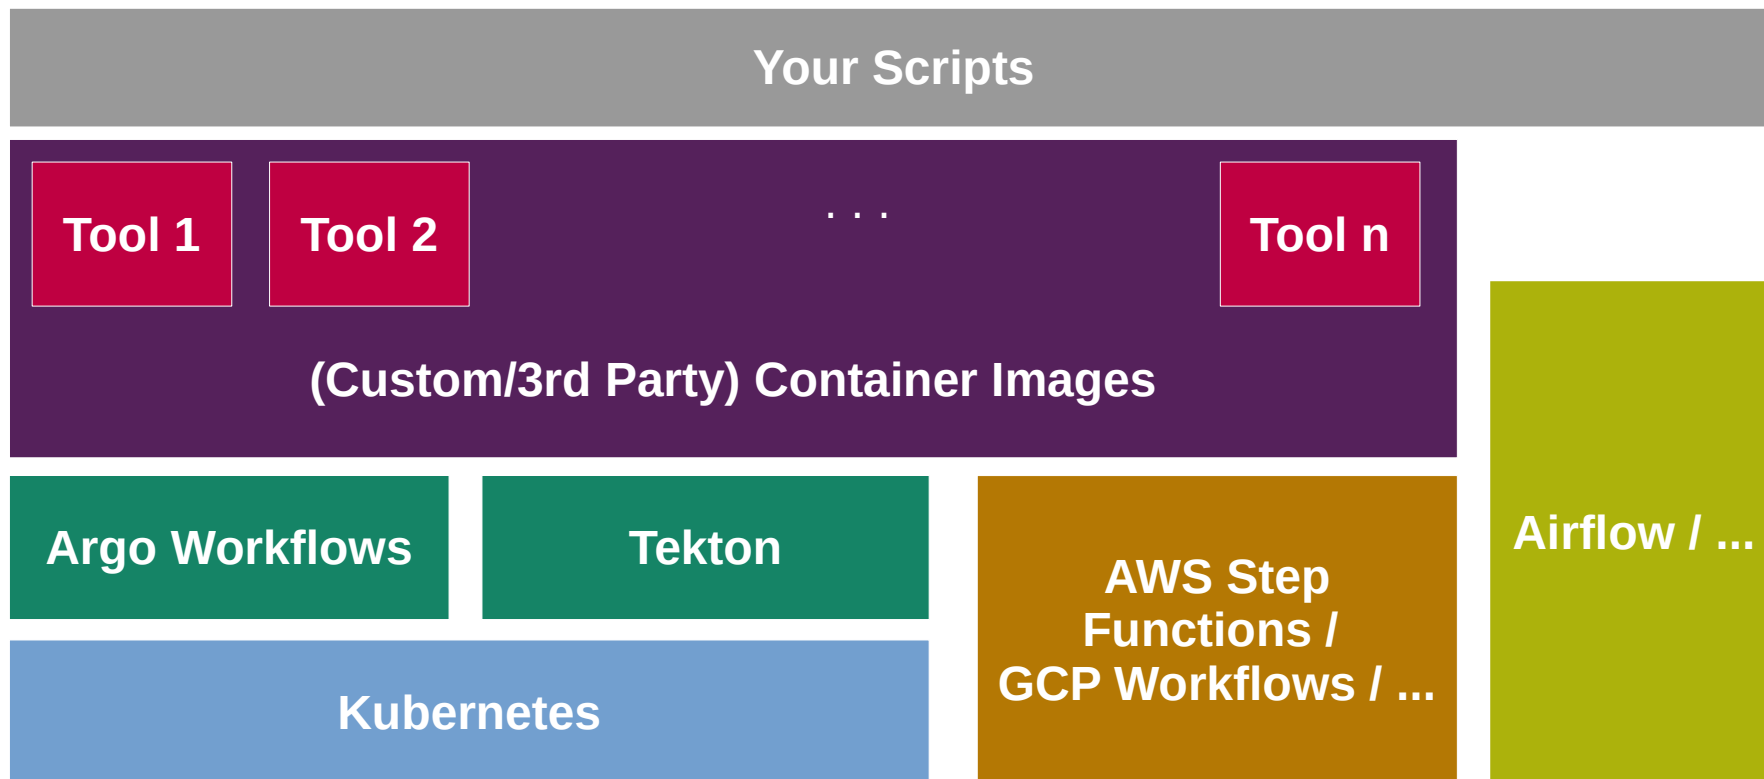 Your Scripts
Tool 1
Tool 2
. . .
Tool n
(Custom/3rd Party) Container Images
Argo Workflows
Tekton
AWS Step
Functions /
GCP Workflows / ...
Airflow / ...
Kubernetes